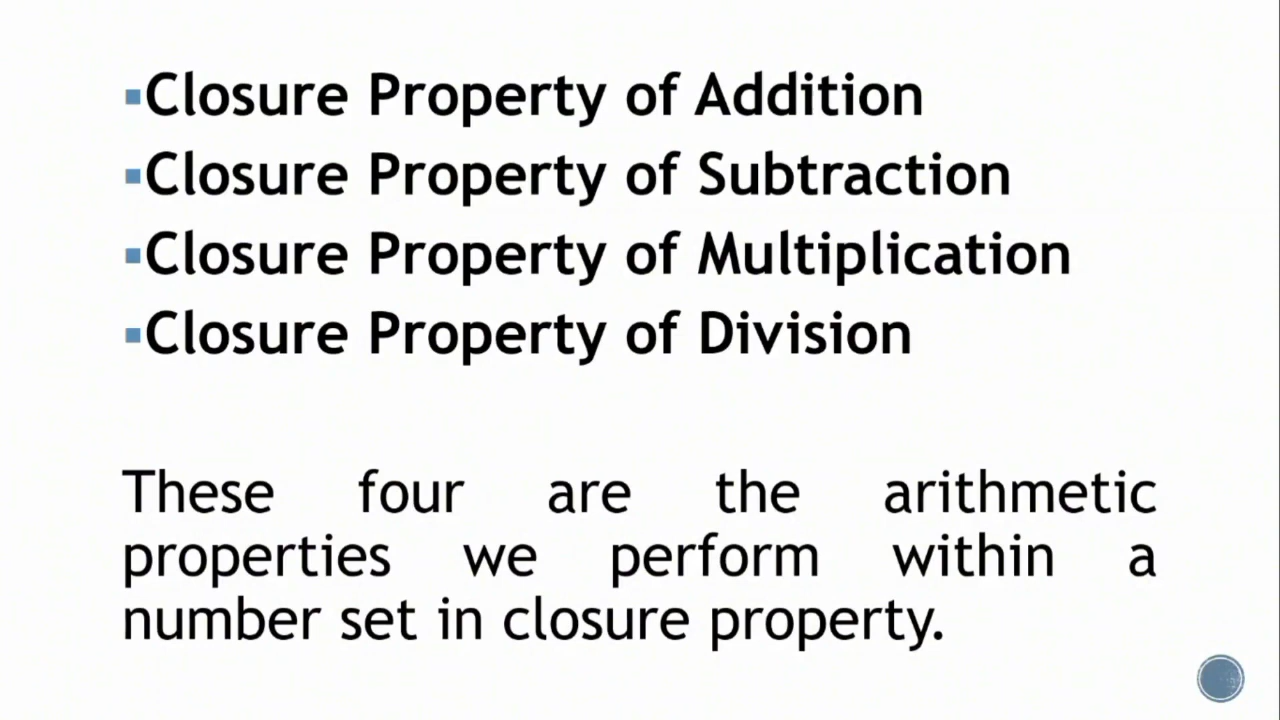 ▪Closure Property of Addition
▪Closure Property of Subtraction
▪Closure Property of Multiplication
▪Closure Property of Division
These four are the arithmetic
properties we perform within a
number set in closure property.